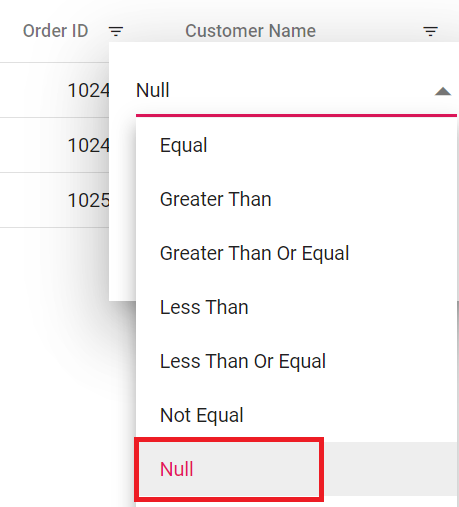 Order ID Customer Name
1024
1024
1025
Null
Equal
Greater Than
Greater Than Or Equal
Less Than
Less Than Or Equal
Not Equal
Null